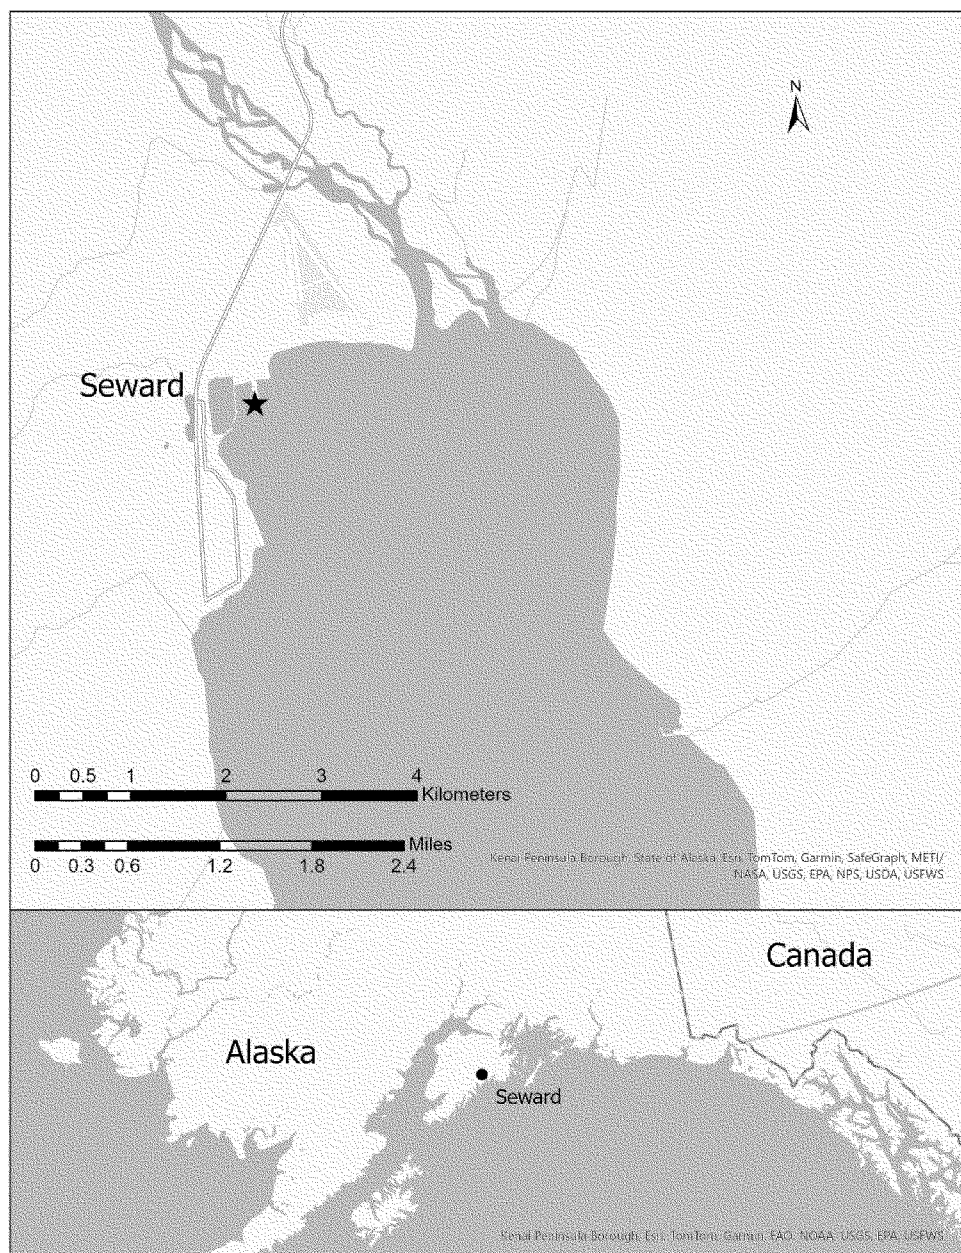 N
Seward
0 0.5 1 2 3 4
Kilometers
Miles
0 0.3 0.6 1.2 1.8 2.4
Kenai Peninsula Borough, State of Alaska, Esri, TomTom, Garmin, SafeGraph, METI/
NASA, USGS, EPA, NPS, USDA, USFWS
Canada
Alaska
Seward
Kenai Peninsula Borough, Esri, TomTom, Garmin, FAO, NOAA, USGS, EPA, USFWS